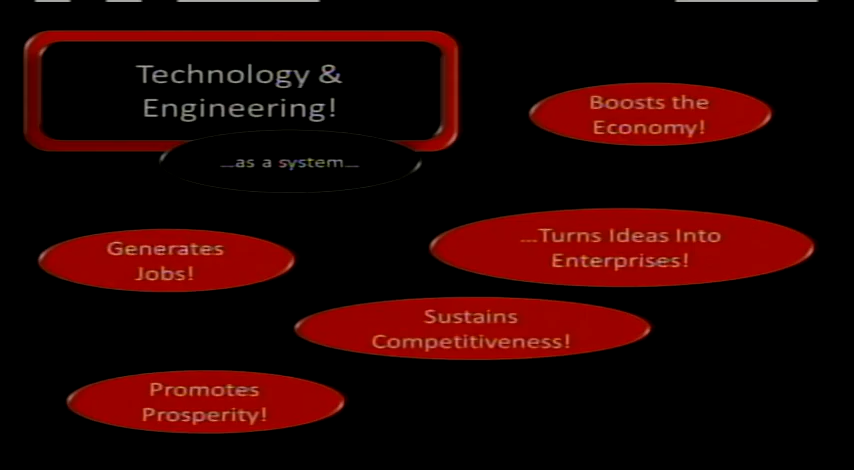 Technology &
Engineering!
...as a system...
Boosts the
Economy!
Generates
Jobs!
...Turns Ideas Into
Enterprises!
Sustains
Competitiveness!
Promotes
Prosperity!